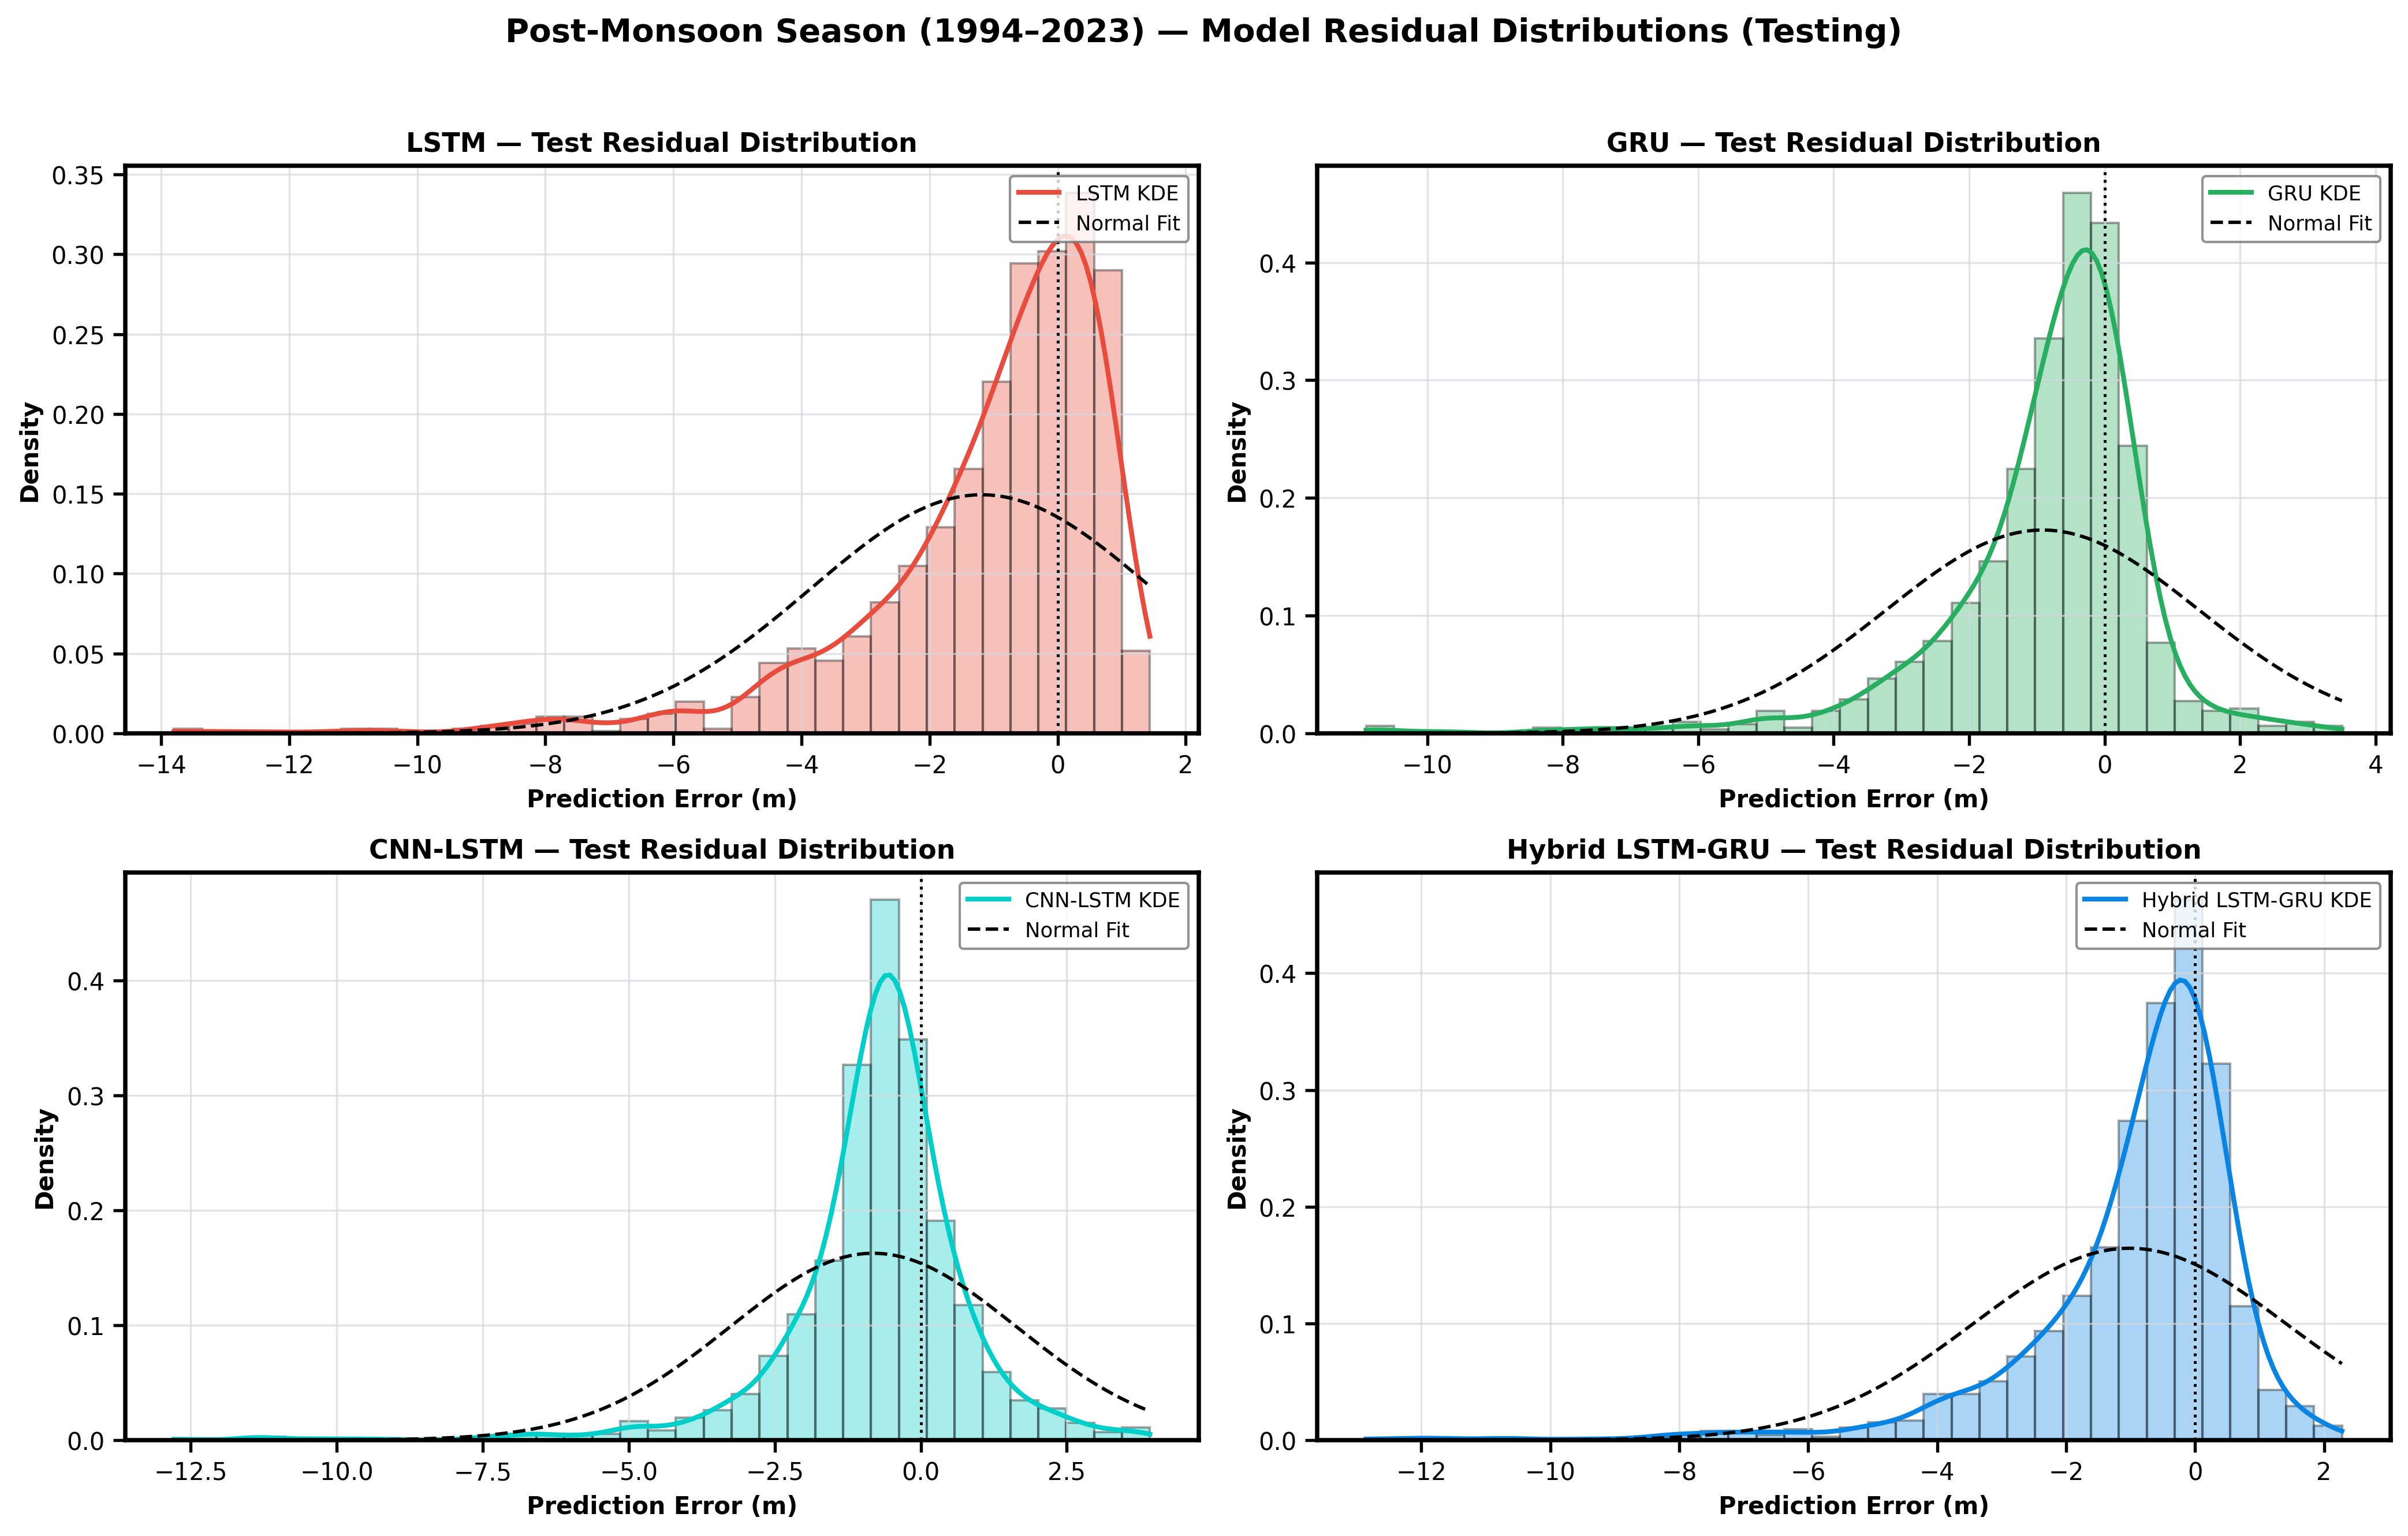 Post-Monsoon Season (1994–2023) — Model Residual Distributions (Testing)
LSTM — Test Residual Distribution
LSTM KDE
Normal Fit
Density
0.35
0.30
0.25
0.20
0.15
0.10
0.05
0.00
−14 −12 −10 −8 −6 −4 −2 0 2
Prediction Error (m)
GRU — Test Residual Distribution
GRU KDE
Normal Fit
Density
0.4
0.3
0.2
0.1
0.0
−10 −8 −6 −4 −2 0 2 4
Prediction Error (m)
CNN-LSTM — Test Residual Distribution
CNN-LSTM KDE
Normal Fit
Density
0.4
0.3
0.2
0.1
0.0
−12.5 −10.0 −7.5 −5.0 −2.5 0.0 2.5
Prediction Error (m)
Hybrid LSTM-GRU — Test Residual Distribution
Hybrid LSTM-GRU KDE
Normal Fit
Density
0.4
0.3
0.2
0.1
0.0
−12 −10 −8 −6 −4 −2 0 2
Prediction Error (m)